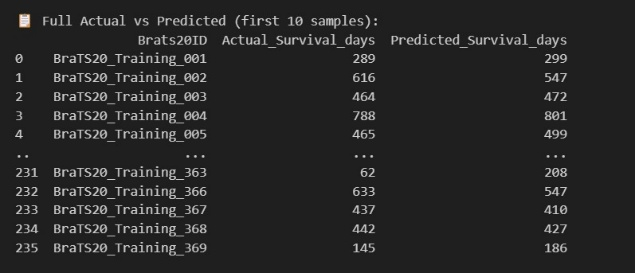 📋 Full Actual vs Predicted (first 10 samples):
Brats20ID Actual_Survival_days Predicted_Survival_days
0 BraTS20_Training_001 289 299
1 BraTS20_Training_002 616 547
2 BraTS20_Training_003 464 472
3 BraTS20_Training_004 788 801
4 BraTS20_Training_005 465 499
.. ... ... ...
231 BraTS20_Training_363 62 208
232 BraTS20_Training_366 633 547
233 BraTS20_Training_367 437 410
234 BraTS20_Training_368 442 427
235 BraTS20_Training_369 145 186